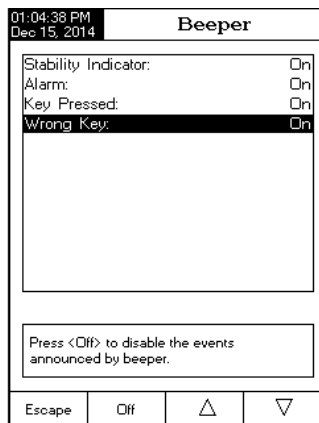 01:04:38 PM
Dec 15, 2014
Beeper
Stability Indicator: On
Alarm: On
Key Pressed: On
Wrong Key: On
Press <Off> to disable the events
announced by beeper.
Escape Off △ ▽